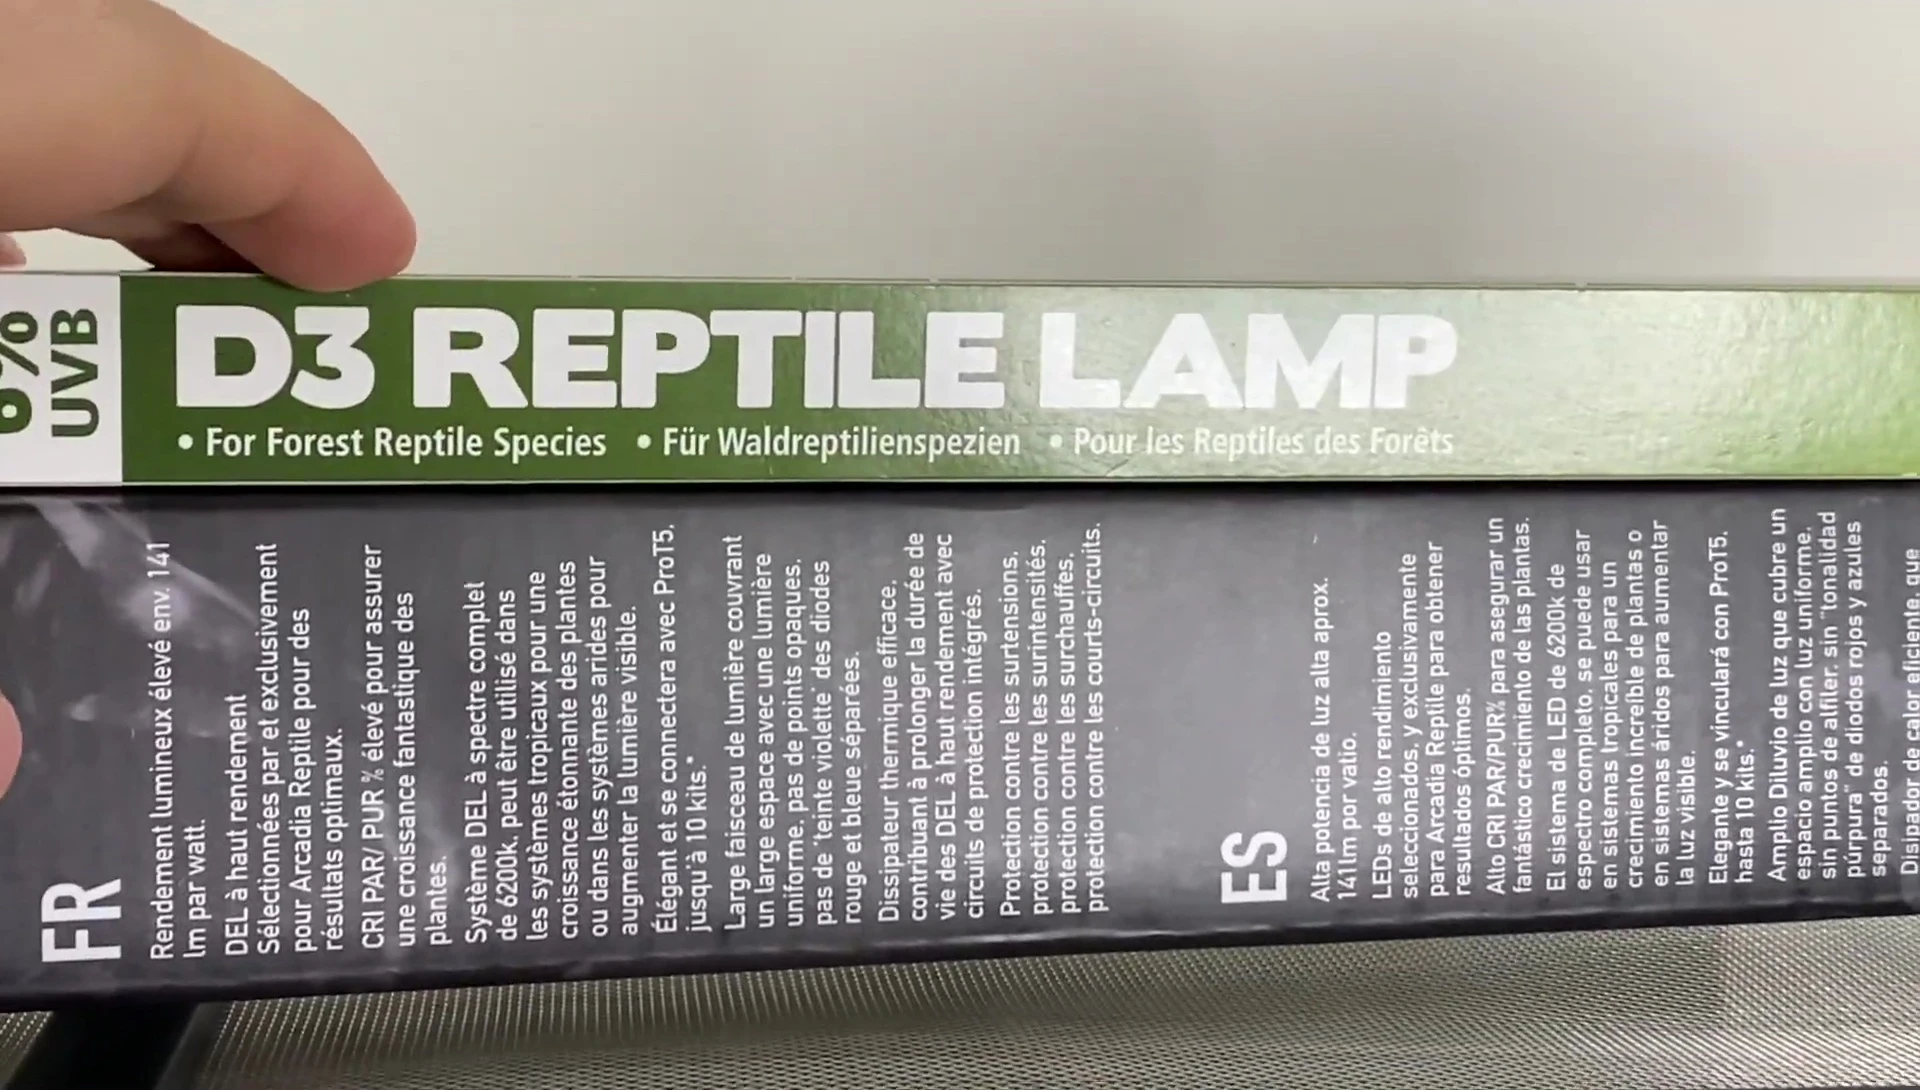 UVB
D3 REPTILE LAMP
• For Forest Reptile Species • Für Waldreptilienspezien • Pour les Reptiles des Forêts
FR
Rendement lumineux élevé env. 141
lm par watt.
DEL à haut rendement
Sélectionnées par et exclusivement
pour Arcadia Reptile pour des
résultats optimaux.
CRI PAR/ PUR % élevé pour assurer
une croissance fantastique des
plantes.
Système DEL à spectre complet
de 6200k, peut être utilisé dans
les systèmes tropicaux pour une
croissance étonnante des plantes
ou dans les systèmes arides pour
augmenter la lumière visible.
Élégant et se connectera avec ProT5,
jusqu'à 10 kits.*
Large faisceau de lumière couvrant
un large espace avec une lumière
uniforme, pas de points opaques,
pas de 'teinte violette' des diodes
rouge et bleue séparées.
Dissipateur thermique efficace,
contribuant à prolonger la durée de
vie des DEL à haut rendement avec
circuits de protection intégrés.
Protection contre les surtensions,
protection contre les surintensités,
protection contre les surchauffes,
protection contre les courts-circuits.
ES
Alta potencia de luz alta aprox.
141lm por vatio.
LEDs de alto rendimiento
seleccionados, y exclusivamente
para Arcadia Reptile para obtener
resultados óptimos.
Alto CRI PAR/PUR% para asegurar un
fantástico crecimiento de las plantas.
El sistema de LED de 6200k de
espectro completo, se puede usar
en sistemas tropicales para un
crecimiento increíble de plantas o
en sistemas áridos para aumentar
la luz visible.
Elegante y se vinculará con ProT5,
hasta 10 kits.*
Amplio Diluvio de luz que cubre un
espacio amplio con luz uniforme,
sin puntos de alfiler, sin "tonalidad
púrpura" de diodos rojos y azules
separados.
Disipador de calor eficiente, que